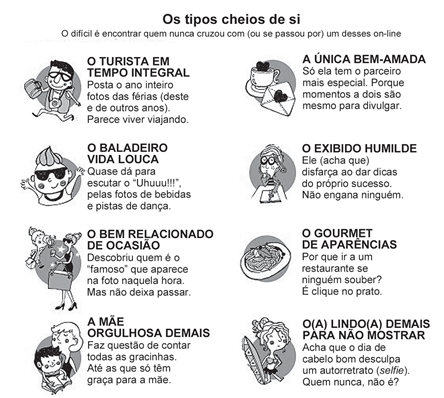 Os tipos cheios de si
O difícil é encontrar quem nunca cruzou com (ou se passou por) um desses on-line
O TURISTA EM
TEMPO INTEGRAL
Posta o ano inteiro
fotos das férias (deste
e de outros anos).
Parece viver viajando.
A ÚNICA BEM-AMADA
Só ela tem o parceiro
mais especial. Porque
momentos a dois são
mesmo para divulgar.
O BALADEIRO
VIDA LOUCA
Quase dá para
escutar o “Uhuuu!!!”,
pelas fotos de bebidas
e pistas de dança.
O EXIBIDO HUMILDE
Ele (acha que)
disfarça ao dar dicas
do próprio sucesso.
Não engana ninguém.
O BEM RELACIONADO
DE OCASIÃO
Descobriu quem é o
“famoso” que aparece
na foto naquela hora.
Mas não deixa passar.
O GOURMET
DE APARÊNCIAS
Por que ir a um
restaurante se
ninguém souber?
É clique no prato.
A MÃE
ORGULHOSA DEMAIS
Faz questão de contar
todas as gracinhas.
Até as que só têm
graça para a mãe.
O(A) LINDO(A) DEMAIS
PARA NÃO MOSTRAR
Acha que o dia de
cabelo bom desculpa
um autorretrato (selfie).
Quem nunca, não é?